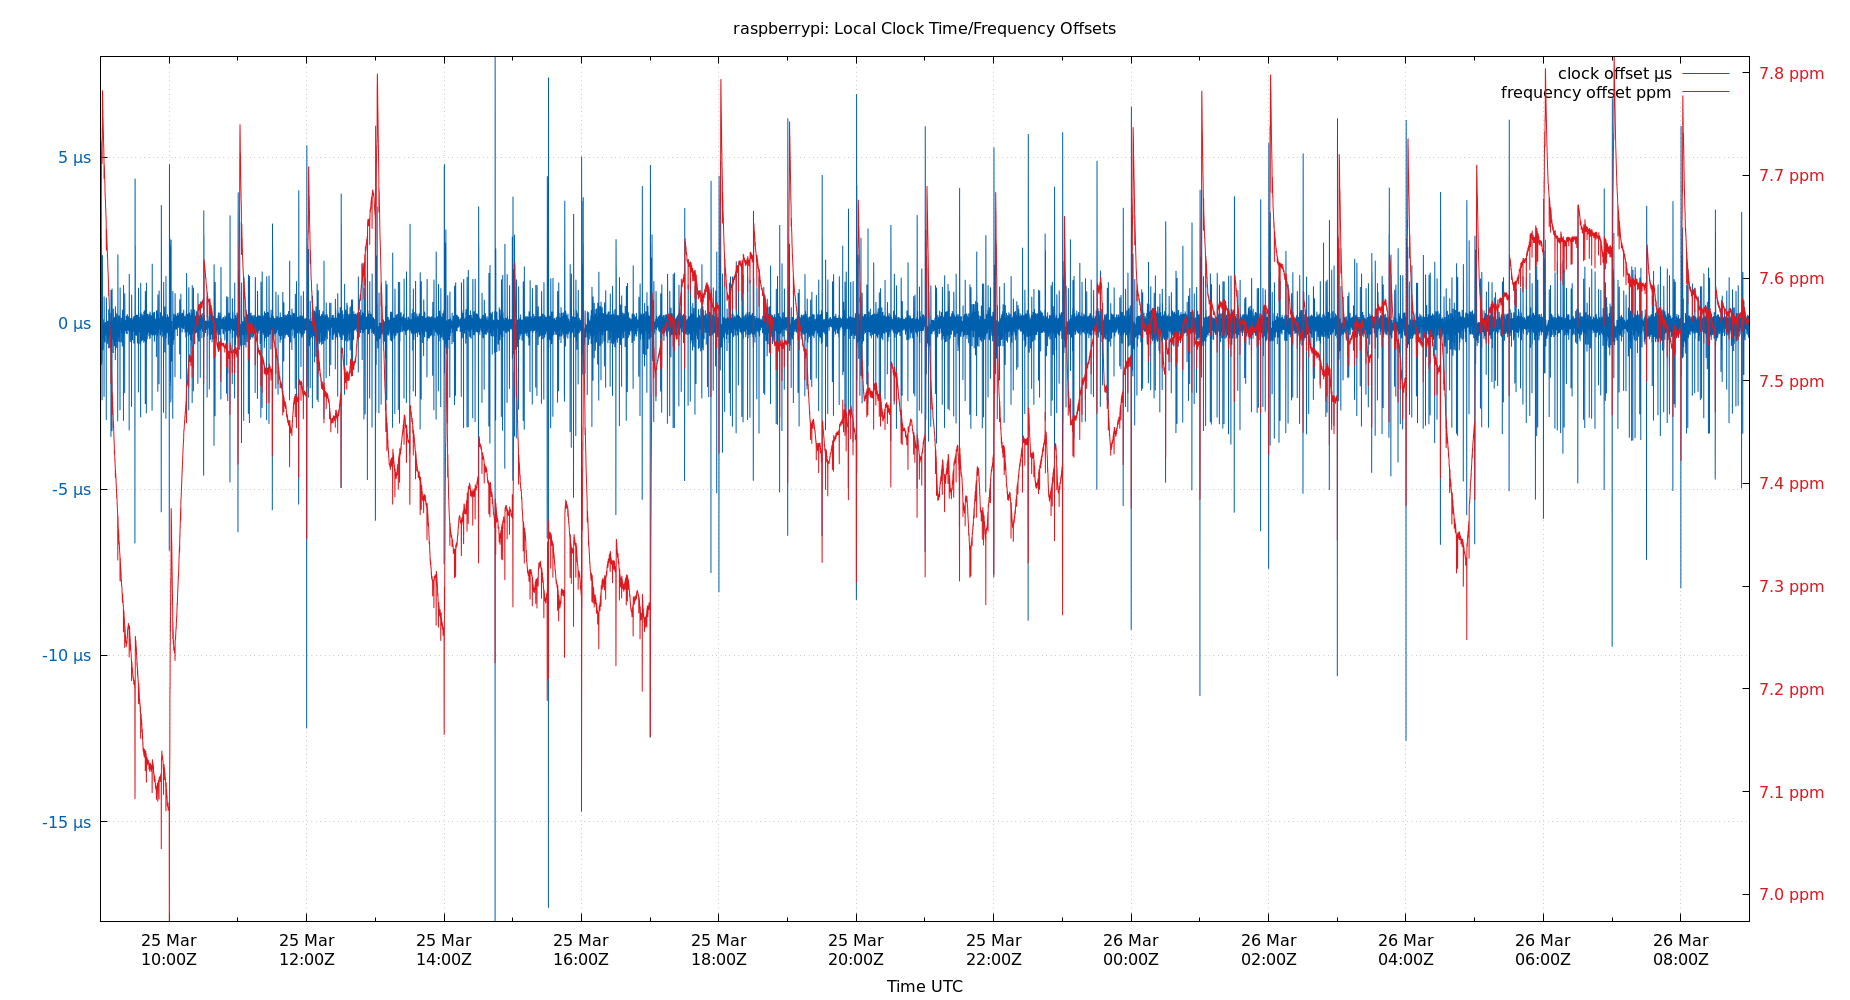 raspberrypi: Local Clock Time/Frequency Offsets
clock offset µs
frequency offset ppm
5 µs
0 µs
-5 µs
-10 µs
-15 µs
7.8 ppm
7.7 ppm
7.6 ppm
7.5 ppm
7.4 ppm
7.3 ppm
7.2 ppm
7.1 ppm
7.0 ppm
25 Mar
10:00Z
25 Mar
12:00Z
25 Mar
14:00Z
25 Mar
16:00Z
25 Mar
18:00Z
25 Mar
20:00Z
25 Mar
22:00Z
26 Mar
00:00Z
26 Mar
02:00Z
26 Mar
04:00Z
26 Mar
06:00Z
26 Mar
08:00Z
Time UTC